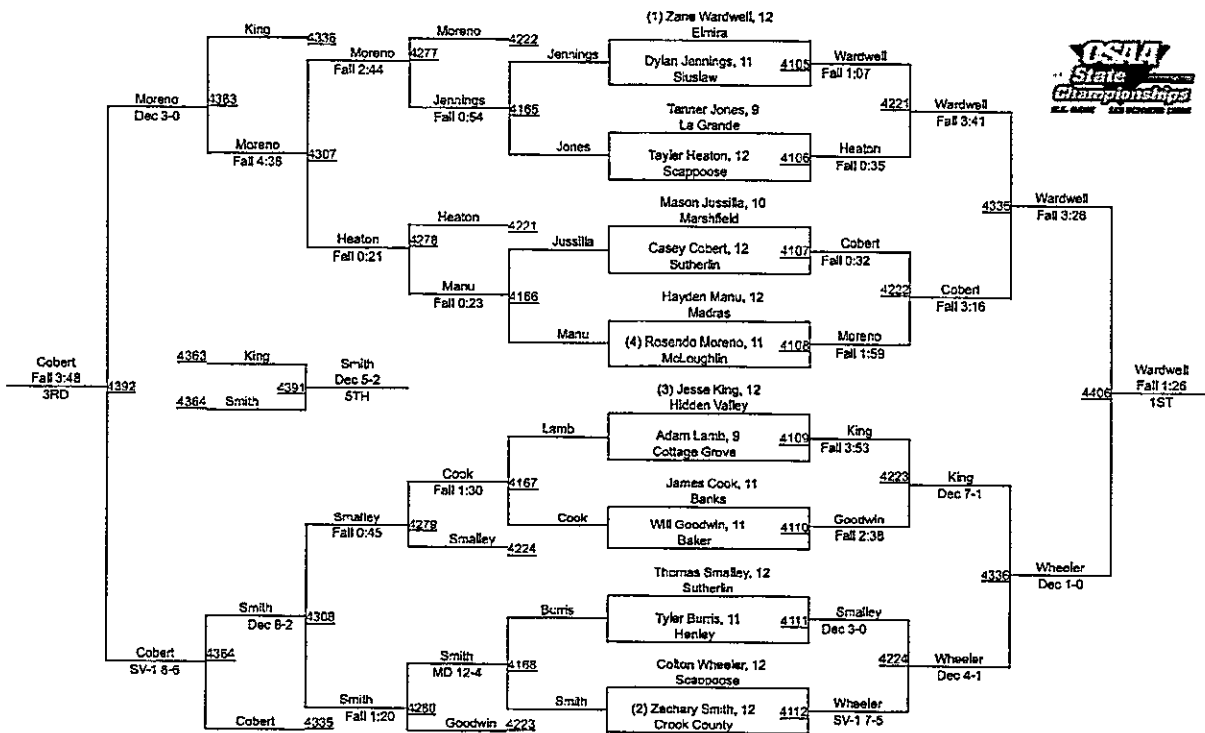 OSAA
State
Championships
(1) Zane Wardwell, 12
Elmira
Dylan Jennings, 11
Siuslaw
4105
Tanner Jones, 9
La Grande
Tayler Heaton, 12
Scappoose
4106
Mason Jussilla, 10
Marshfield
Casey Cobert, 12
Sutherlin
4107
Hayden Manu, 12
Madras
(4) Rosendo Moreno, 11
McLoughlin
4108
(3) Jesse King, 12
Hidden Valley
Adam Lamb, 9
Cottage Grove
4109
James Cook, 11
Banks
Will Goodwin, 11
Baker
4110
Thomas Smalley, 12
Sutherlin
Tyler Burris, 11
Henley
4111
Colton Wheeler, 12
Scappoose
(2) Zachary Smith, 12
Crook County
4112
Wardwell
Fall 1:07
4221
Heaton
Fall 0:35
Cobert
Fall 0:32
4222
Moreno
Fall 1:59
King
Fall 3:53
4223
Goodwin
Fall 2:38
Smalley
Dec 3-0
4224
Wheeler
SV-1 7-5
Wardwell
Fall 3:41
4335
Cobert
Fall 3:16
King
Dec 7-1
4336
Wheeler
Dec 4-1
Wardwell
Fall 3:28
4406
Wheeler
Dec 1-0
Wardwell
Fall 1:26
1ST
Jennings
4165
Jones
Jussilla
4166
Manu
Lamb
4167
Cook
Burris
4168
Smith
Moreno
4222
4277
Jennings
Fall 0:54
Heaton
4221
4278
Manu
Fall 0:23
Cook
Fall 1:30
4279
Smalley
4224
Smith
MD 12-4
4280
Goodwin
4223
Moreno
Fall 2:44
4307
Heaton
Fall 0:21
Smalley
Fall 0:45
4308
Smith
Fall 1:20
King
4336
4363
Moreno
Fall 4:36
Smith
Dec 8-2
4364
Cobert
4335
Moreno
Dec 3-0
4392
Cobert
SV-1 8-6
Cobert
Fall 3:48
3RD
4363
King
4391
4364
Smith
Smith
Dec 5-2
5TH